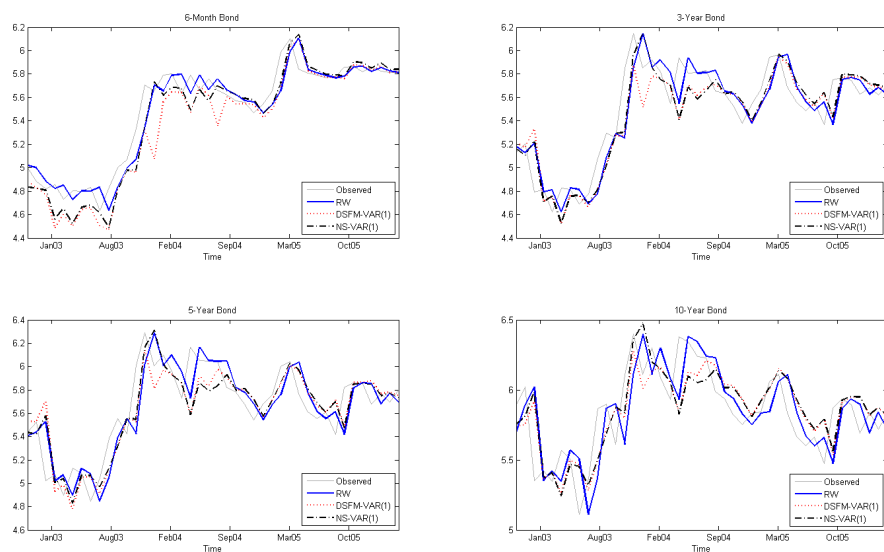 6-Month Bond
6.2
6
5.8
5.6
5.4
5.2
5
4.8
4.6
4.4
Jan03 Aug03 Feb04 Sep04 Mar05 Oct05
Time
Observed
RW
DSFM-VAR(1)
NS-VAR(1)
3-Year Bond
6.2
6
5.8
5.6
5.4
5.2
5
4.8
4.6
4.4
Jan03 Aug03 Feb04 Sep04 Mar05 Oct05
Time
Observed
RW
DSFM-VAR(1)
NS-VAR(1)
5-Year Bond
6.4
6.2
6
5.8
5.6
5.4
5.2
5
4.8
4.6
Jan03 Aug03 Feb04 Sep04 Mar05 Oct05
Time
Observed
RW
DSFM-VAR(1)
NS-VAR(1)
10-Year Bond
6.5
6
5.5
5
Jan03 Aug03 Feb04 Sep04 Mar05 Oct05
Time
Observed
RW
DSFM-VAR(1)
NS-VAR(1)